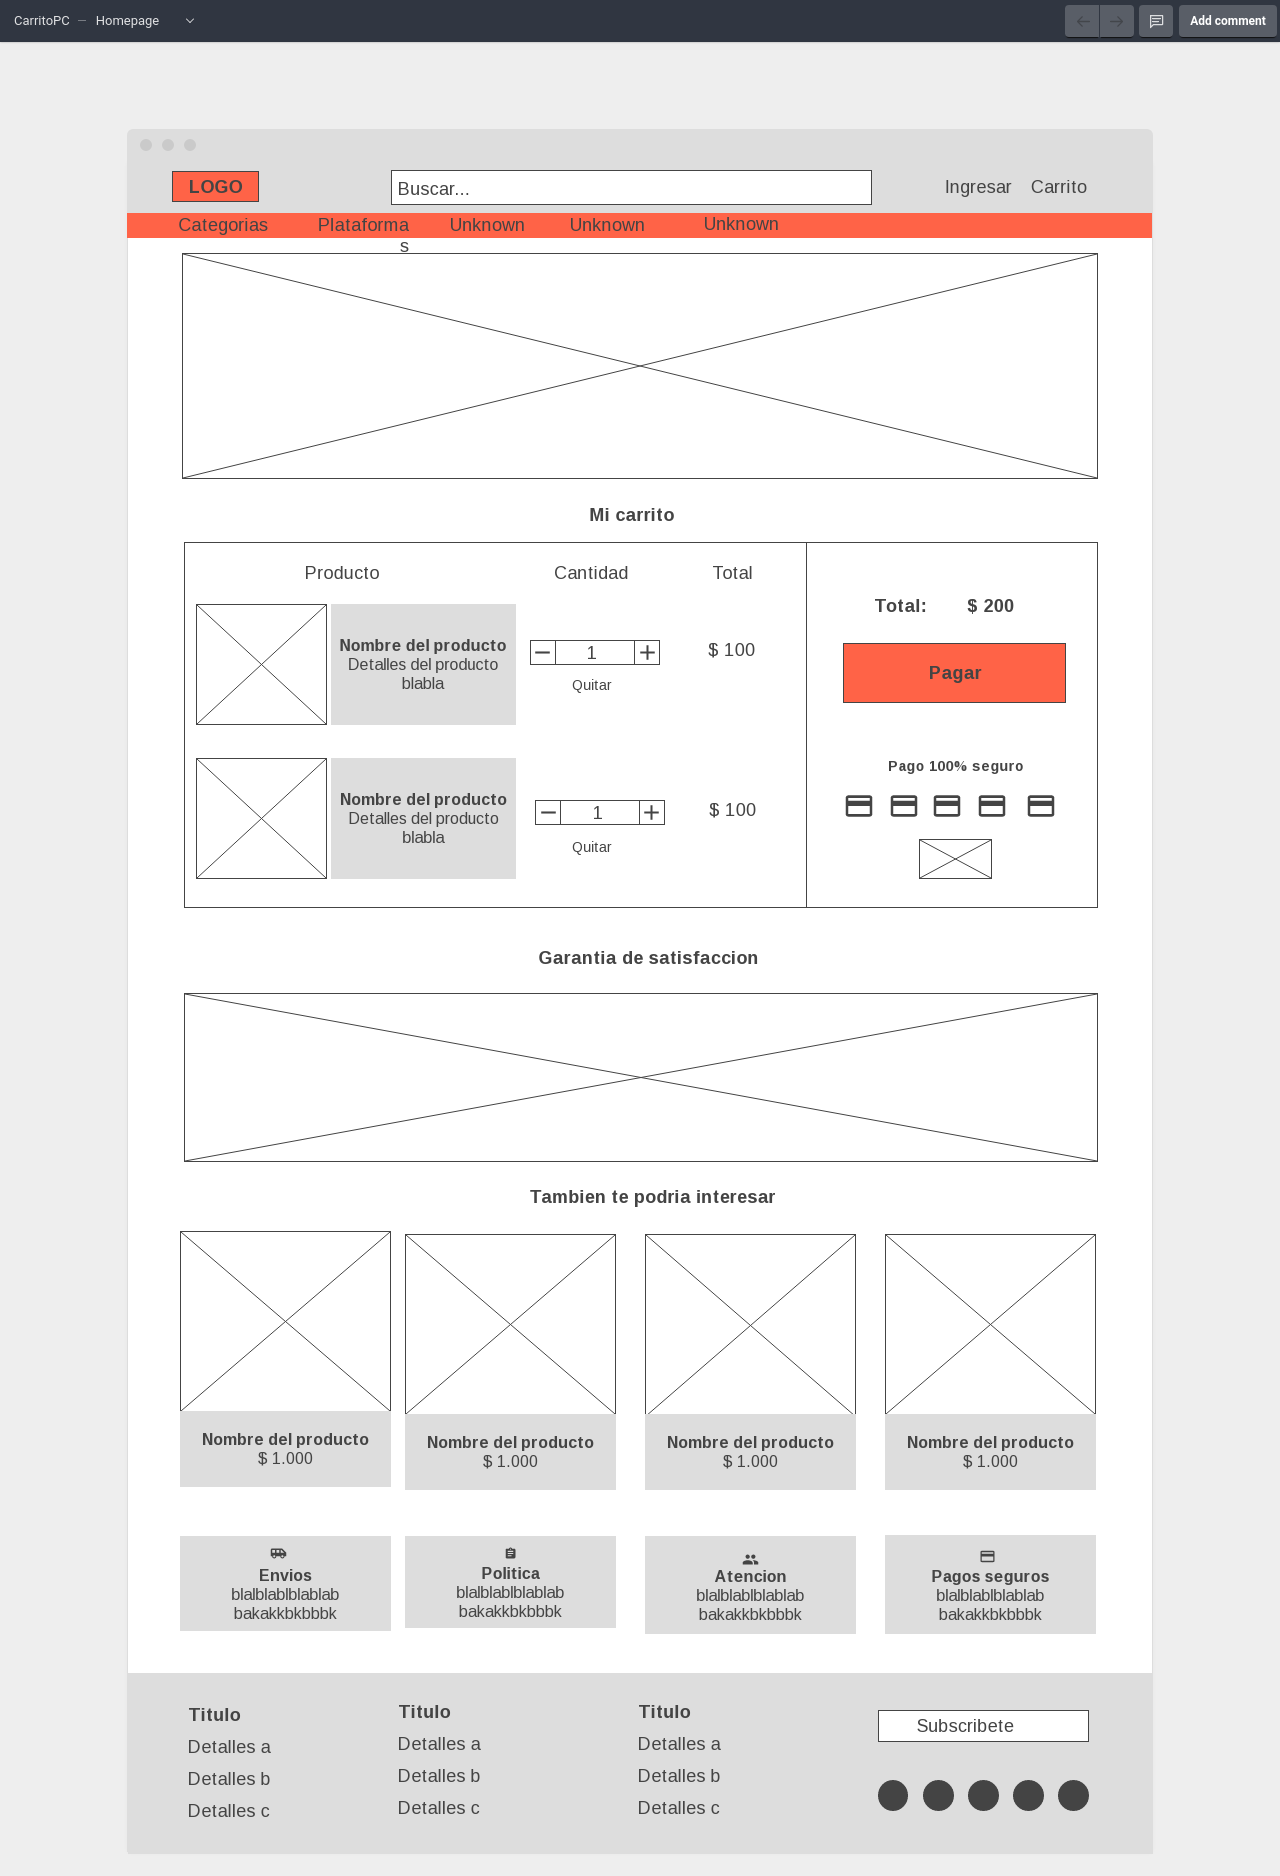 CarritoPC — Homepage
Add comment
LOGO
Buscar...
Ingresar
Carrito
Categorias
Plataforma
s
Unknown
Unknown
Unknown
Mi carrito
Producto
Cantidad
Total
Nombre del producto
Detalles del producto
blabla
1
Quitar
$ 100
Total: $ 200
Pagar
Nombre del producto
Detalles del producto
blabla
1
Quitar
$ 100
Pago 100% seguro
Garantia de satisfaccion
Tambien te podria interesar
Nombre del producto
$ 1.000
Nombre del producto
$ 1.000
Nombre del producto
$ 1.000
Nombre del producto
$ 1.000
Envios
blalblablblablab
bakakkbkbbbk
Politica
blalblablblablab
bakakkbkbbbk
Atencion
blalblablblablab
bakakkbkbbbk
Pagos seguros
blalblablblablab
bakakkbkbbbk
Titulo
Detalles a
Detalles b
Detalles c
Titulo
Detalles a
Detalles b
Detalles c
Titulo
Detalles a
Detalles b
Detalles c
Subscribete